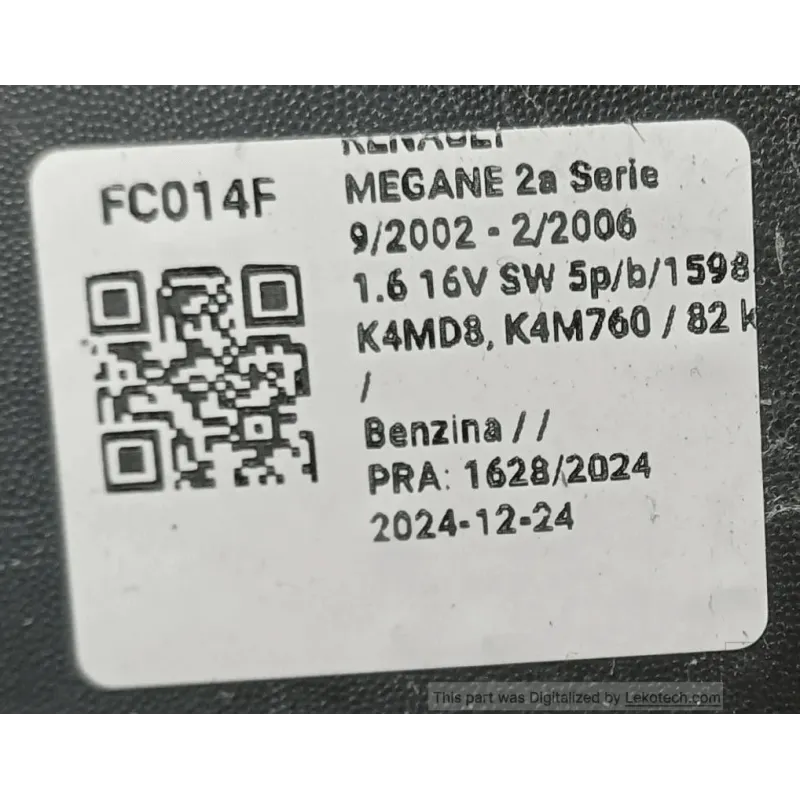 FC014F
RENAULT
MEGANE 2a Serie
9/2002 - 2/2006
1.6 16V SW 5p/b/1598
K4MD8, K4M760 / 82 k
/
Benzina / /
PRA: 1628/2024
2024-12-24
This part was Digitalized by Lekotech.com